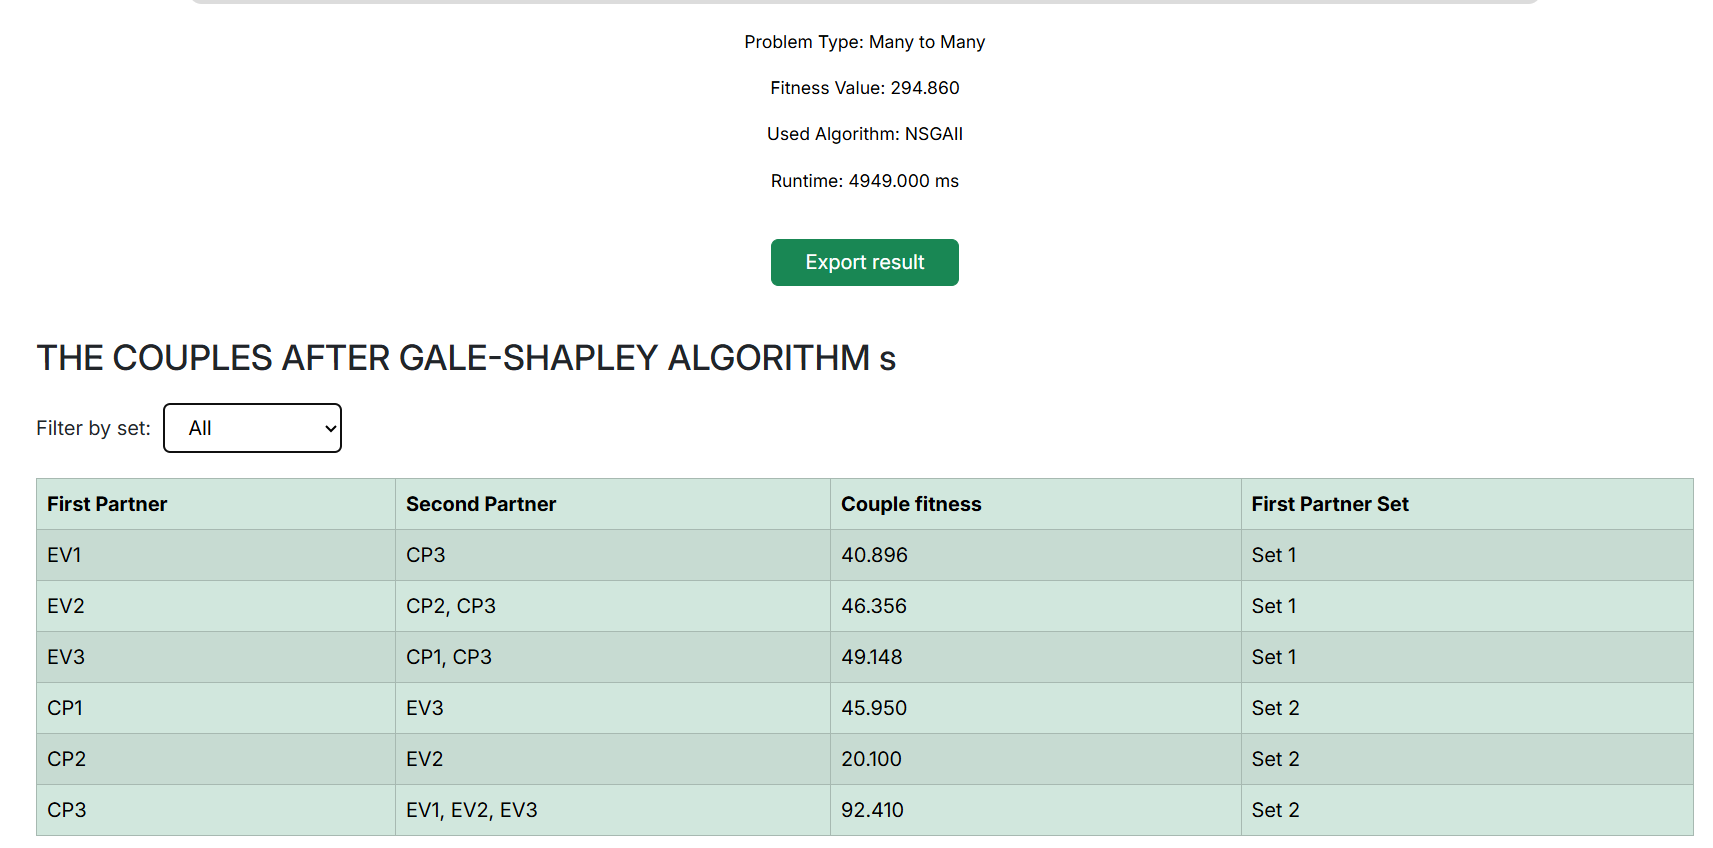 Problem Type: Many to Many
Fitness Value: 294.860
Used Algorithm: NSGAII
Runtime: 4949.000 ms
Export result
THE COUPLES AFTER GALE-SHAPLEY ALGORITHM s
Filter by set: All
First Partner Second Partner Couple fitness First Partner Set
EV1 CP3 40.896 Set 1
EV2 CP2, CP3 46.356 Set 1
EV3 CP1, CP3 49.148 Set 1
CP1 EV3 45.950 Set 2
CP2 EV2 20.100 Set 2
CP3 EV1, EV2, EV3 92.410 Set 2